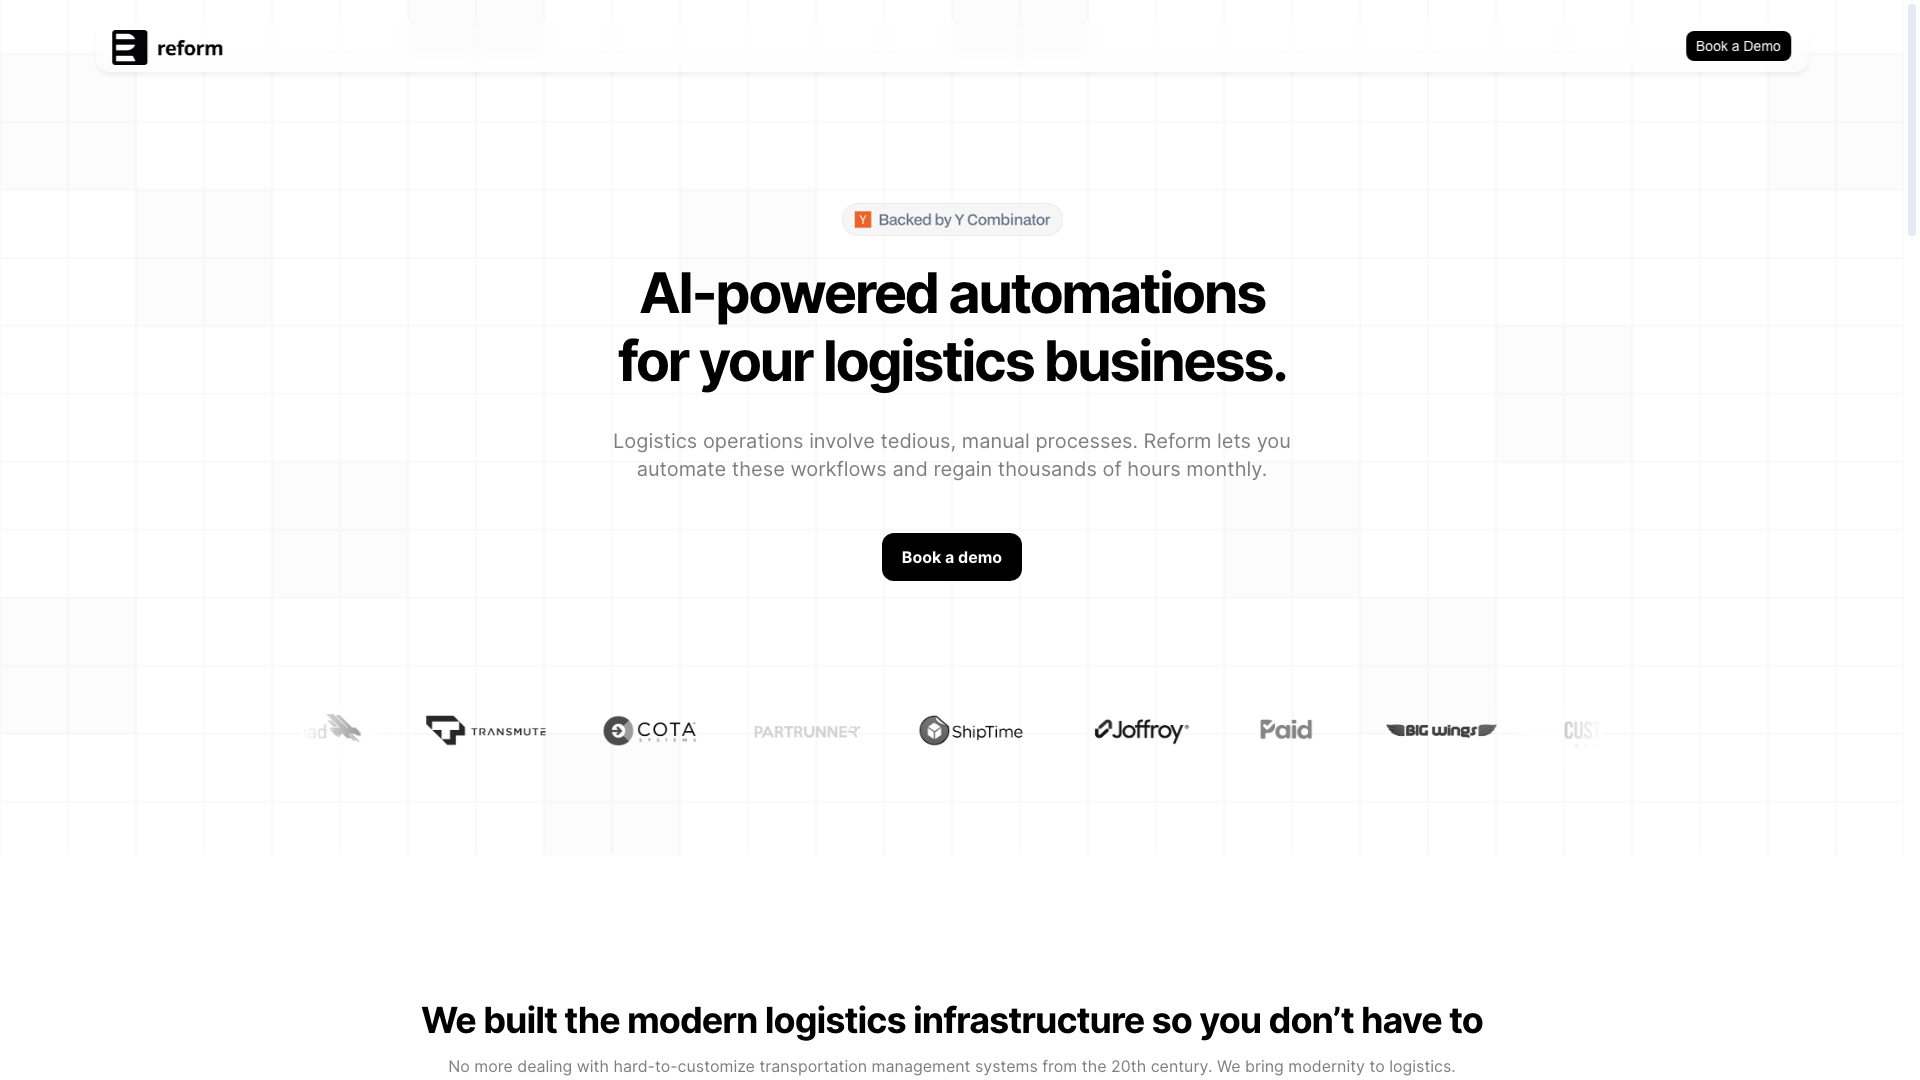 reform
Book a Demo
Y Backed by Y Combinator
AI-powered automations
for your logistics business.
Logistics operations involve tedious, manual processes. Reform lets you
automate these workflows and regain thousands of hours monthly.
Book a demo
ad TRANSMUTE COTA SYSTEMS PARTRUNNER ShipTime Joffroy® Paid BIG wings CUST
We built the modern logistics infrastructure so you don’t have to
No more dealing with hard-to-customize transportation management systems from the 20th century. We bring modernity to logistics.